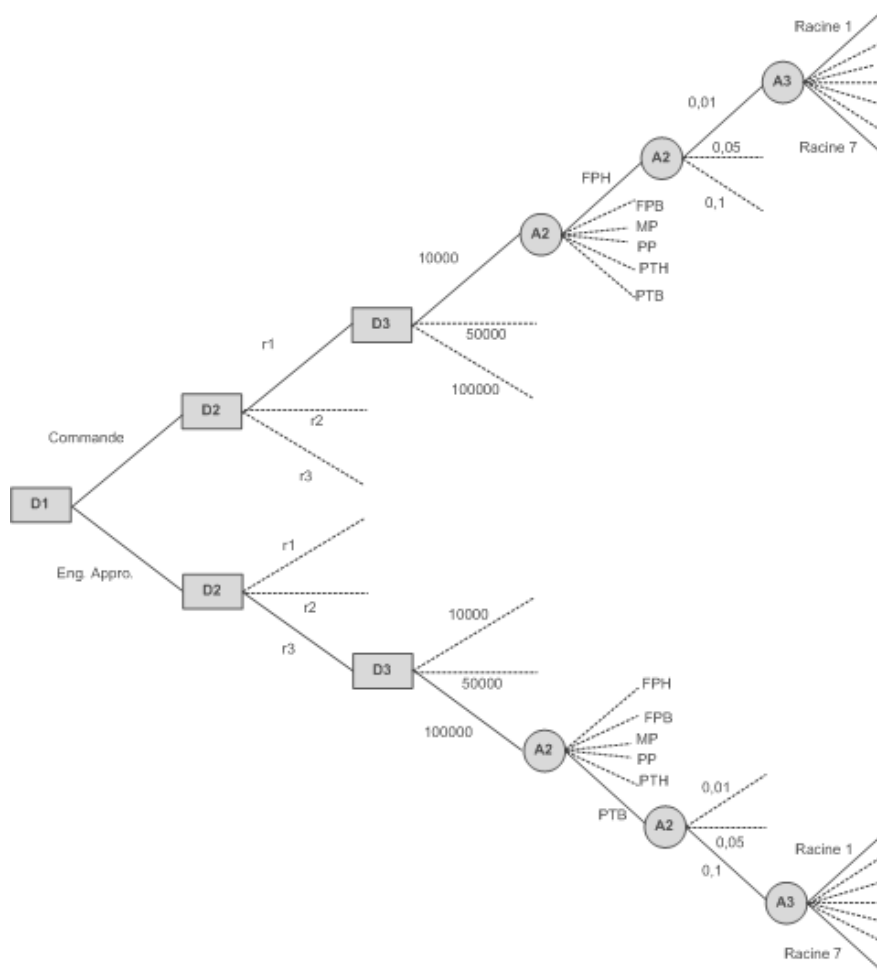 Racine 1
A3
0,01
Racine 7
A2
0,05
FPH
0,1
FPB
A2
MP
PP
10000
PTH
PTB
D3
50000
r1
100000
D2
r2
Commande
r3
D1
r1
Eng. Appro.
D2
r2
10000
r3
D3
50000
FPH
100000
FPB
A2
MP
PP
PTH
0,01
PTB
A2
0,05
Racine 1
0,1
A3
Racine 7